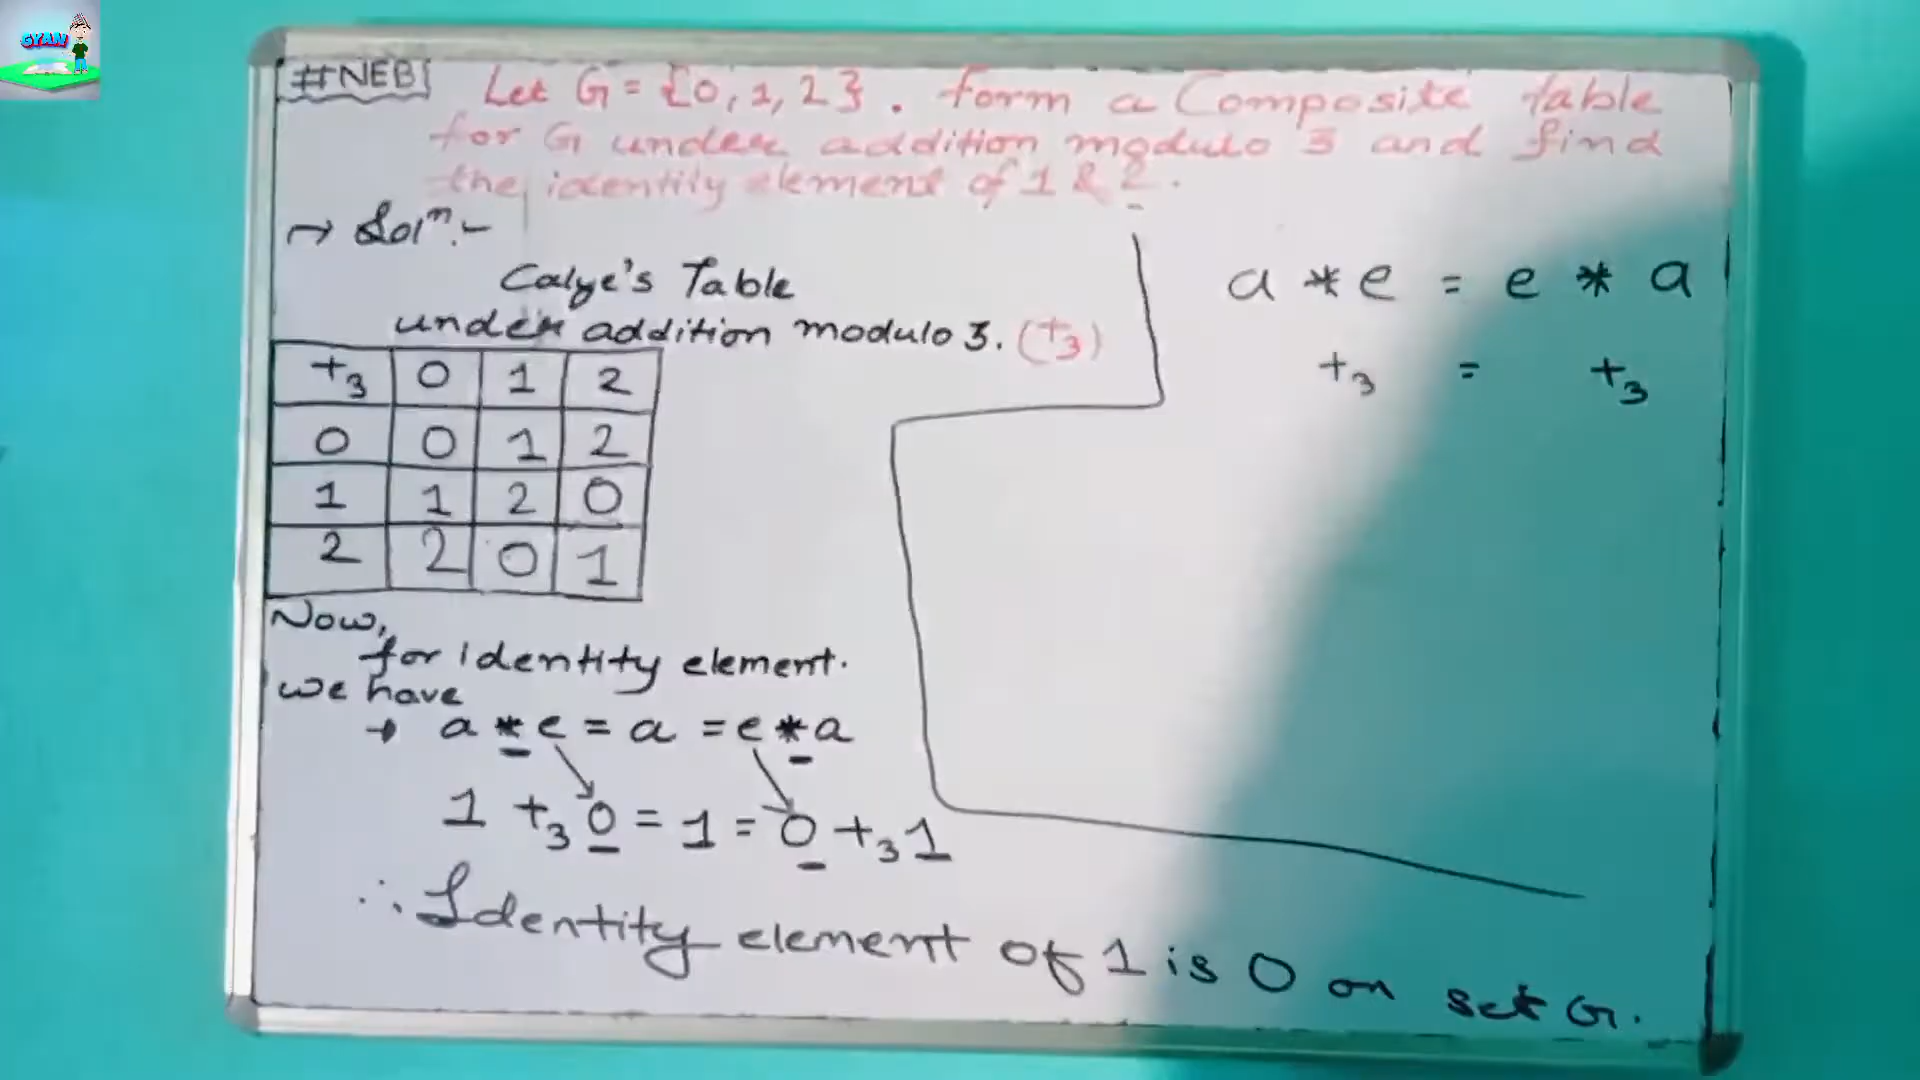 GYAN
#NEB
Let G = {0, 1, 2}. Form a Composite table
for G under addition modulo 3 and find
the identity element of 1 & 2.
→ Solⁿ:-
Calye's Table
under addition modulo 3. (+₃)
+₃ 0 1 2
0 0 1 2
1 1 2 0
2 2 0 1
Now,
for identity element.
we have
→ a * e = a = e * a
1 +₃ 0 = 1 = 0 +₃ 1
∴ Identity element of 1 is 0 on set G.
a * e = e * a
+₃ = +₃